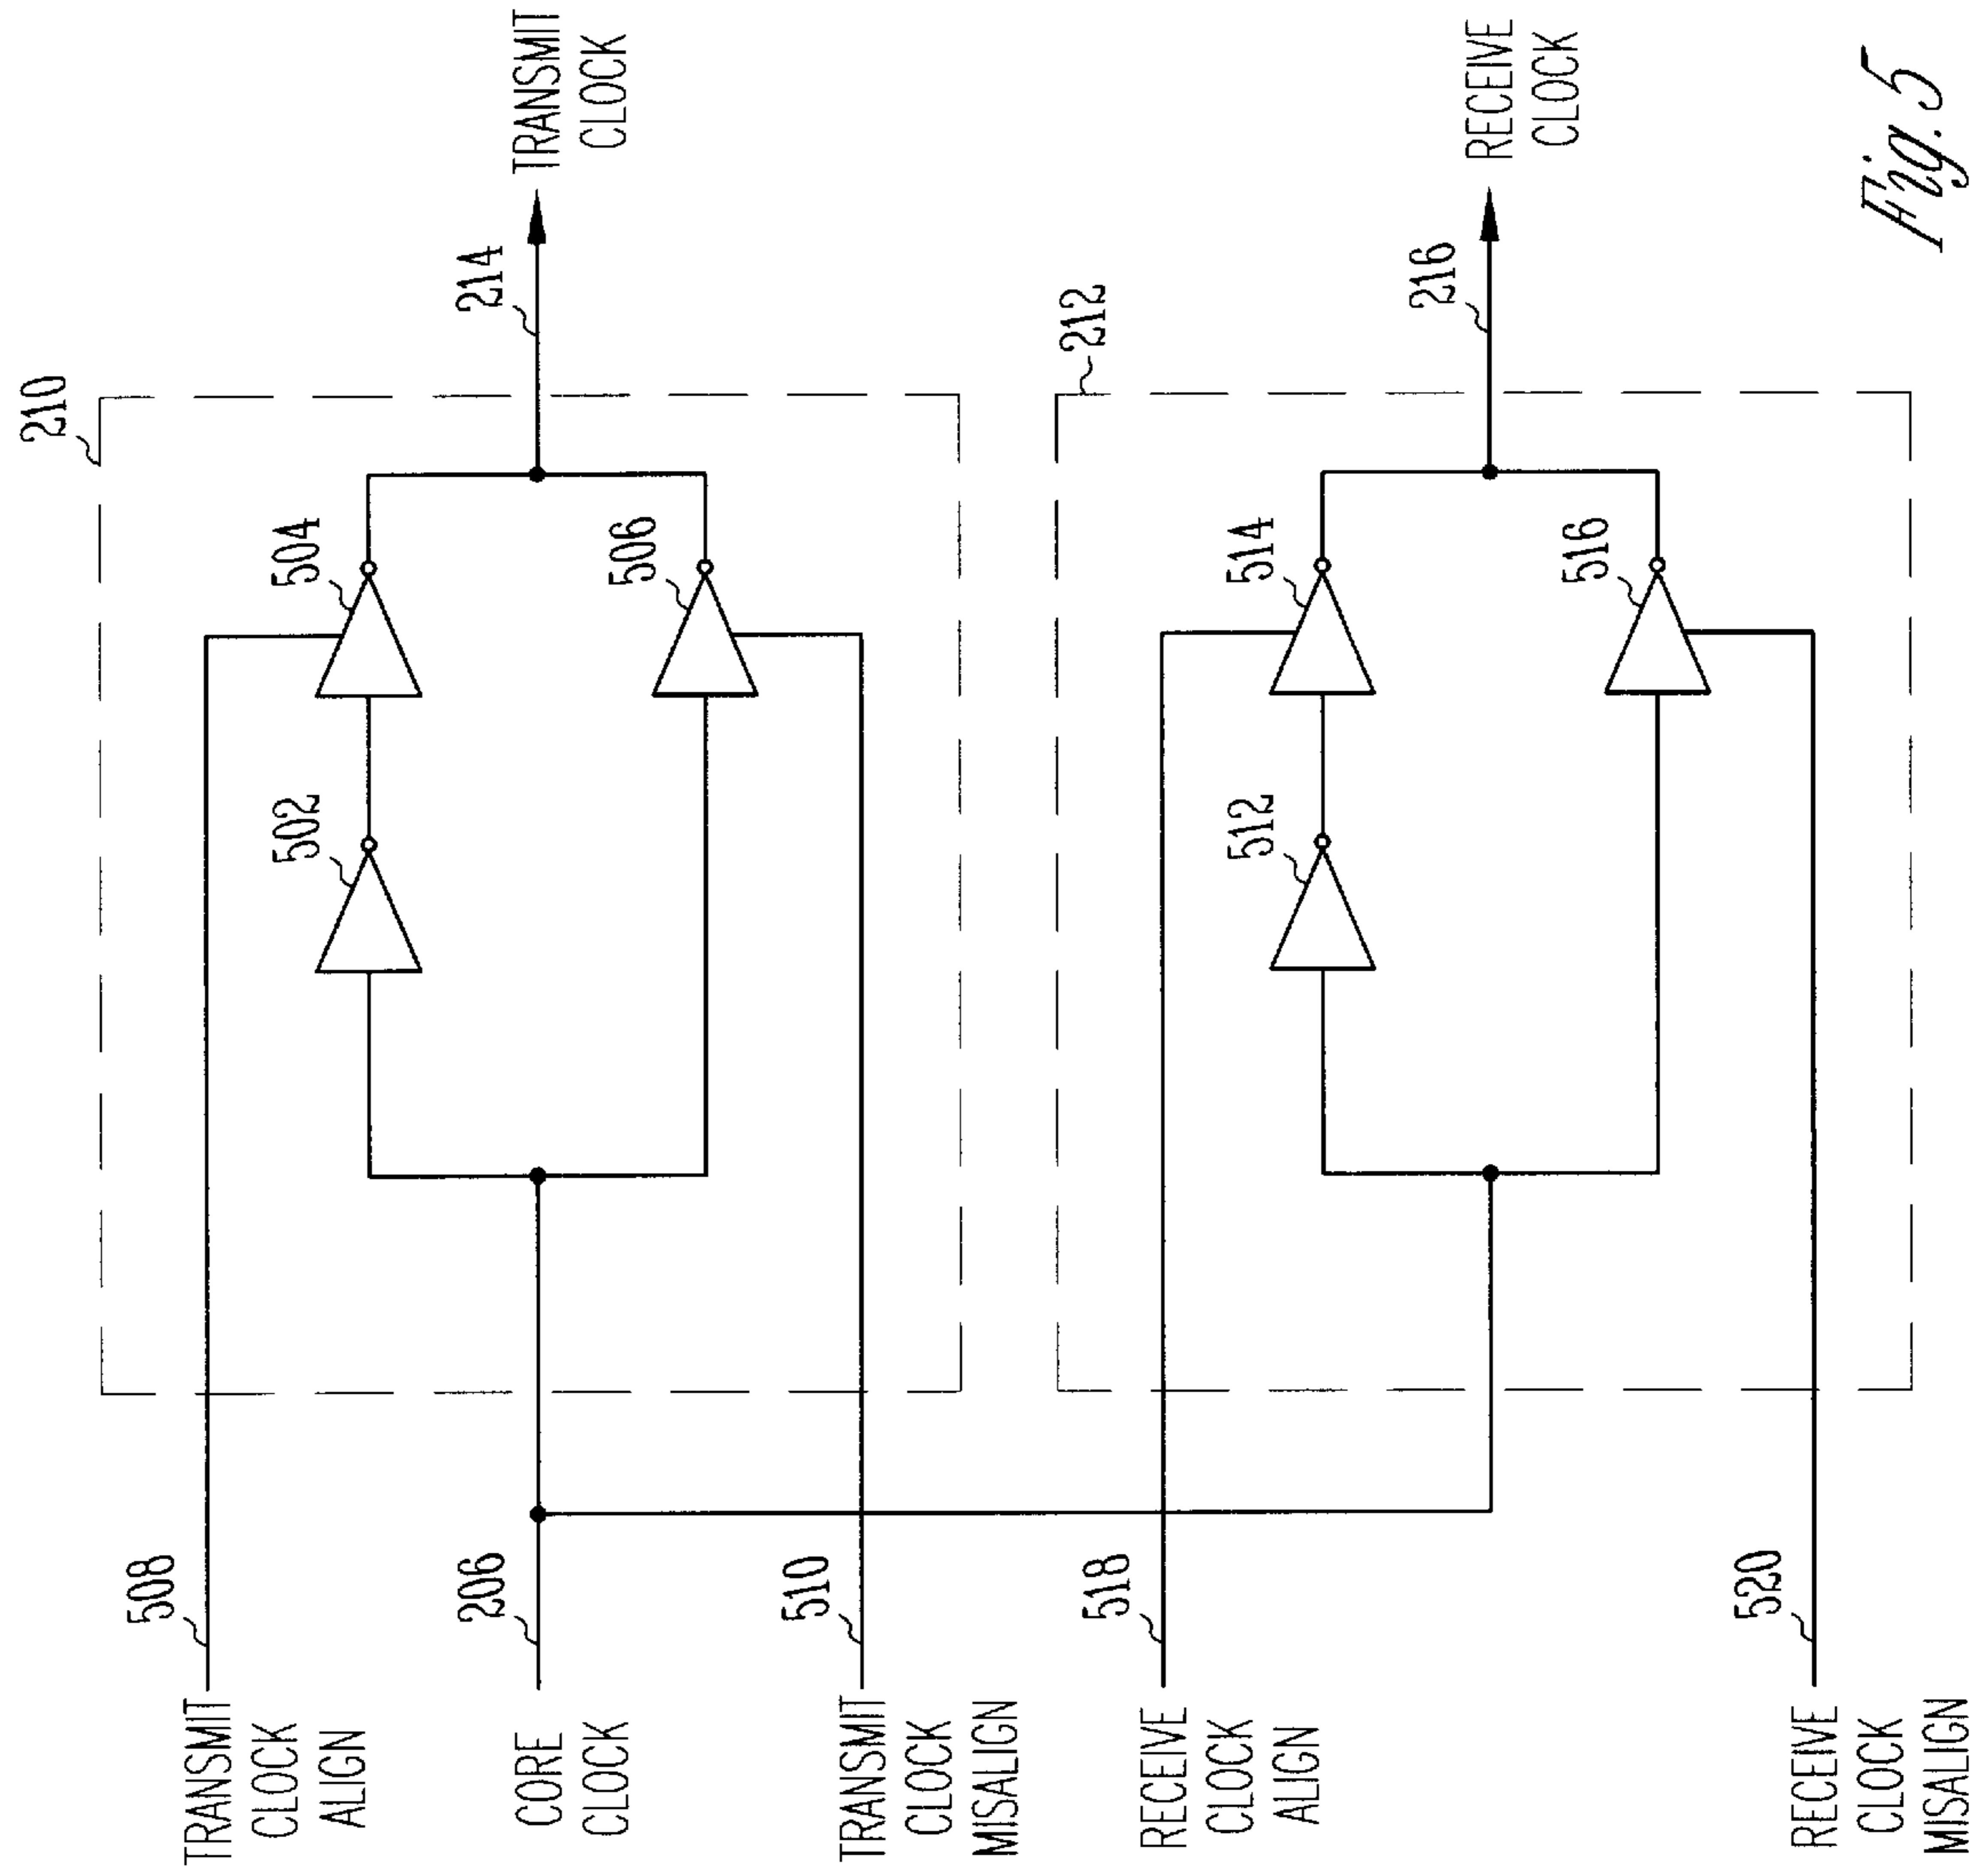 210
504
214
TRANSMIT
CLOCK
502
506
508
TRANSMIT
CLOCK
ALIGN
206
CORE
CLOCK
510
TRANSMIT
CLOCK
MISALIGN
212
514
216
RECEIVE
CLOCK
512
516
518
RECEIVE
CLOCK
ALIGN
520
RECEIVE
CLOCK
MISALIGN
Fig. 5